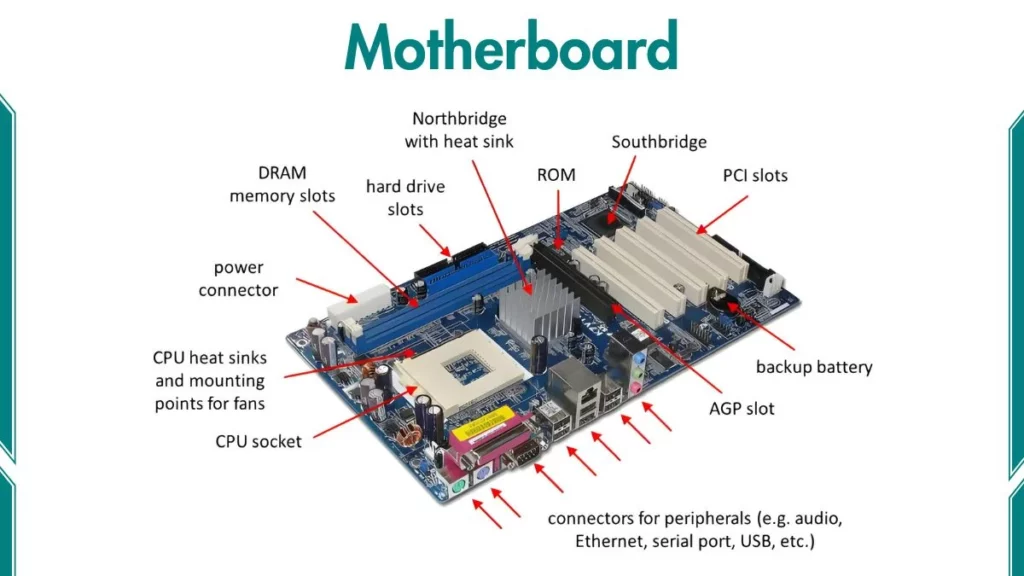 Motherboard
Northbridge
with heat sink
Southbridge
DRAM
memory slots
hard drive
slots
ROM
PCI slots
power
connector
CPU heat sinks
and mounting
points for fans
backup battery
AGP slot
CPU socket
connectors for peripherals (e.g. audio,
Ethernet, serial port, USB, etc.)